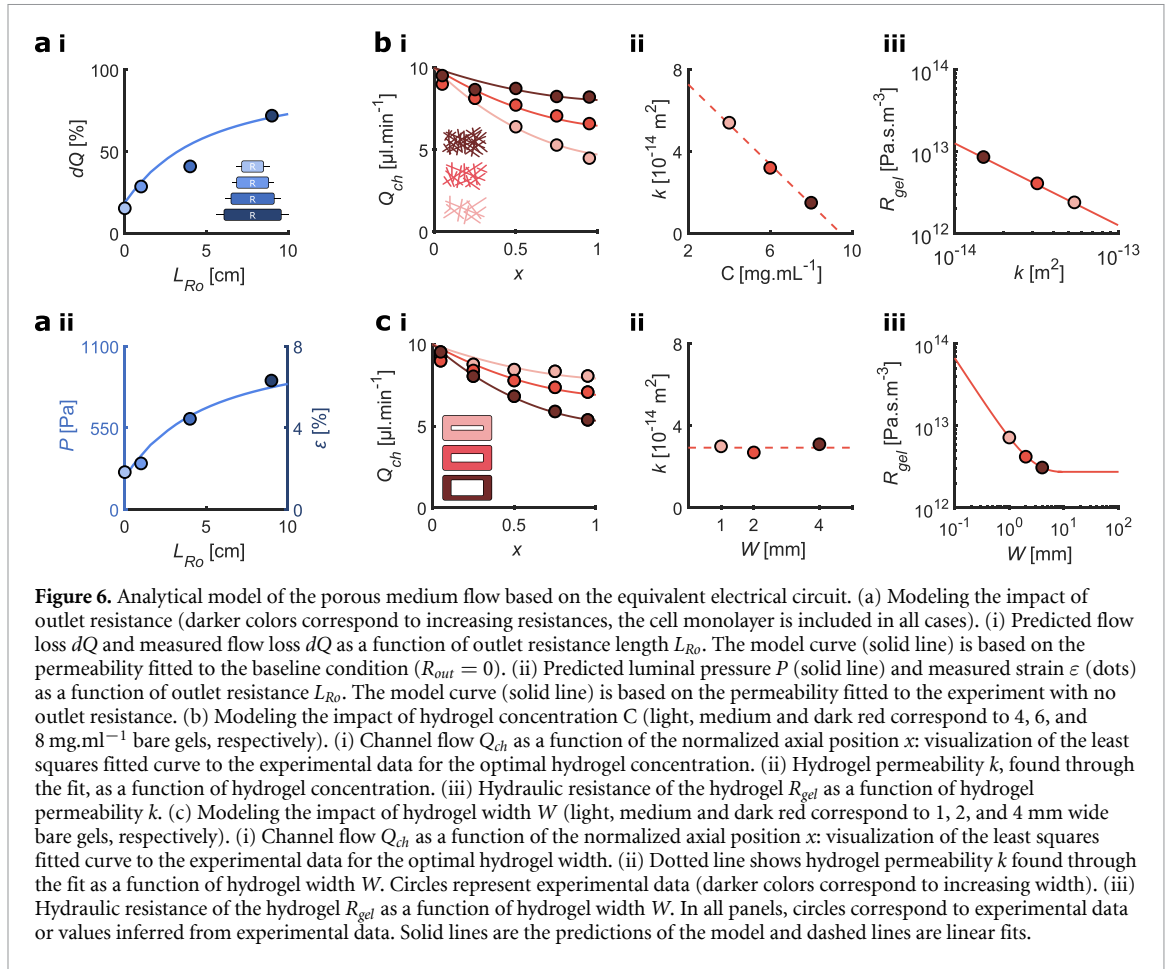 a i
100
50
0
dQ [%]
R
R
R
R
0 5 10
L_Ro [cm]
b i
10
5
0
Q_ch [µl.min⁻¹]
0 0.5 1
x
ii
8
4
0
k [10⁻¹⁴ m²]
2 4 6 8 10
C [mg.mL⁻¹]
iii
10¹⁴
10¹³
10¹²
R_gel [Pa.s.m⁻³]
10⁻¹⁴ 10⁻¹³
k [m²]
a ii
1100
550
0
P [Pa]
8
4
0
ε [%]
0 5 10
L_Ro [cm]
c i
10
5
0
Q_ch [µl.min⁻¹]
0 0.5 1
x
ii
8
4
0
k [10⁻¹⁴ m²]
1 2 4
W [mm]
iii
10¹⁴
10¹³
10¹²
R_gel [Pa.s.m⁻³]
10⁻¹ 10⁰ 10¹ 10²
W [mm]
Figure 6. Analytical model of the porous medium flow based on the equivalent electrical circuit. (a) Modeling the impact of
outlet resistance (darker colors correspond to increasing resistances, the cell monolayer is included in all cases). (i) Predicted flow
loss dQ and measured flow loss dQ as a function of outlet resistance length L_Ro. The model curve (solid line) is based on the
permeability fitted to the baseline condition (R_out = 0). (ii) Predicted luminal pressure P (solid line) and measured strain ε (dots)
as a function of outlet resistance L_Ro. The model curve (solid line) is based on the permeability fitted to the experiment with no
outlet resistance. (b) Modeling the impact of hydrogel concentration C (light, medium and dark red correspond to 4, 6, and
8 mg.ml⁻¹ bare gels, respectively). (i) Channel flow Q_ch as a function of the normalized axial position x: visualization of the least
squares fitted curve to the experimental data for the optimal hydrogel concentration. (ii) Hydrogel permeability k, found through
the fit, as a function of hydrogel concentration. (iii) Hydraulic resistance of the hydrogel R_gel as a function of hydrogel
permeability k. (c) Modeling the impact of hydrogel width W (light, medium and dark red correspond to 1, 2, and 4 mm wide
bare gels, respectively). (i) Channel flow Q_ch as a function of the normalized axial position x: visualization of the least squares
fitted curve to the experimental data for the optimal hydrogel width. (ii) Dotted line shows hydrogel permeability k found through
the fit as a function of hydrogel width W. Circles represent experimental data (darker colors correspond to increasing width). (iii)
Hydraulic resistance of the hydrogel R_gel as a function of hydrogel width W. In all panels, circles correspond to experimental data
or values inferred from experimental data. Solid lines are the predictions of the model and dashed lines are linear fits.